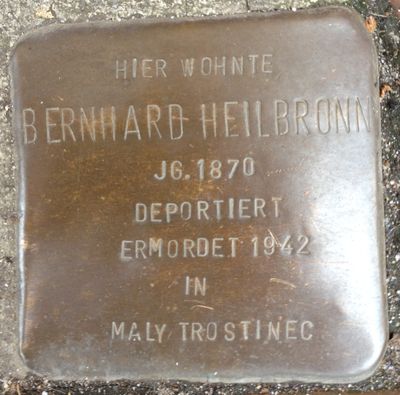 HIER WOHNTE
BERNHARD HEILBRONN
JG. 1870
DEPORTIERT
ERMORDET 1942
IN
MALY TROSTINEC